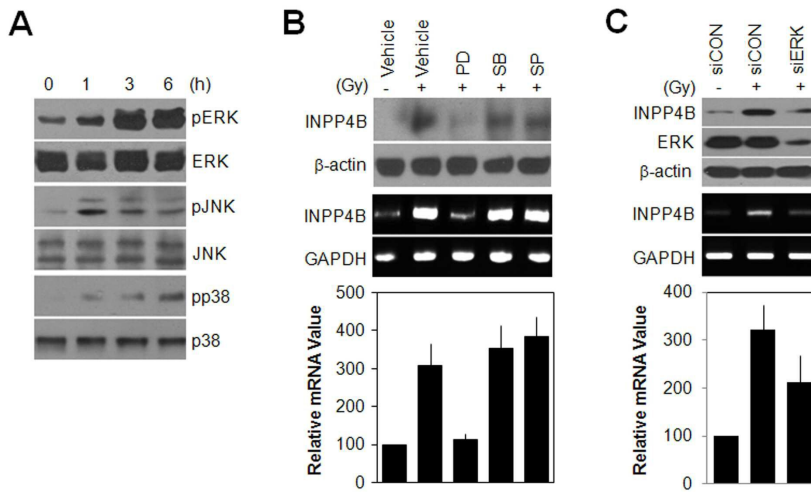 A
0 1 3 6 (h)
pERK
ERK
pJNK
JNK
pp38
p38
B
Vehicle
Vehicle
PD
SB
SP
(Gy) - + + + +
INPP4B
β-actin
INPP4B
GAPDH
Relative mRNA Value
500
400
300
200
100
0
C
siCON
siCON
siERK
(Gy) - + +
INPP4B
ERK
β-actin
INPP4B
GAPDH
Relative mRNA Value
400
300
200
100
0